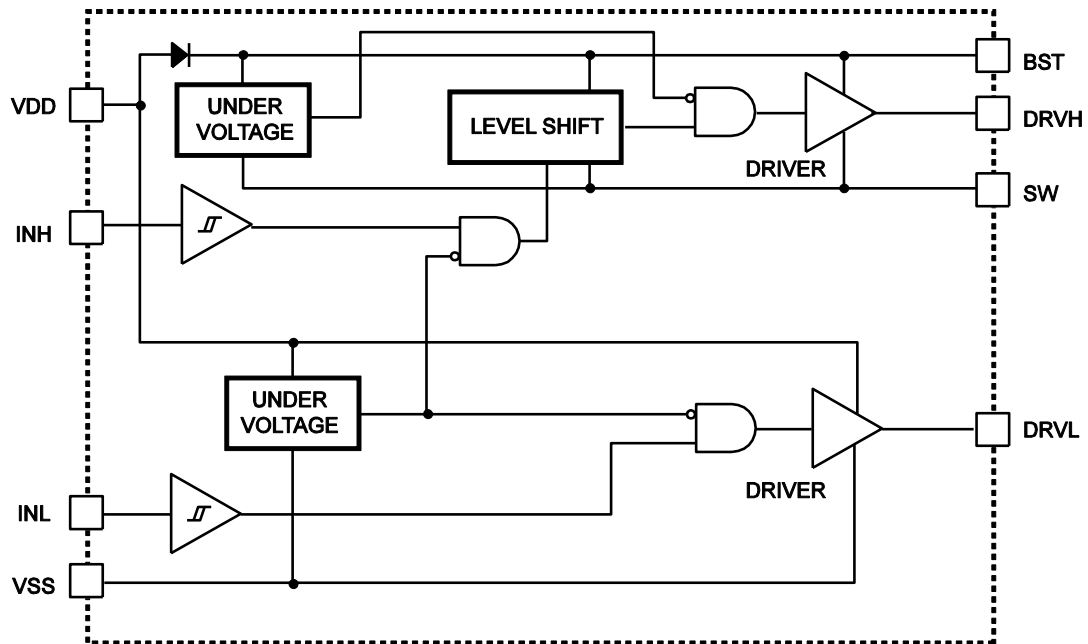 BST
VDD
UNDER
VOLTAGE
LEVEL SHIFT
DRVH
DRIVER
SW
INH
UNDER
VOLTAGE
DRVL
DRIVER
INL
VSS